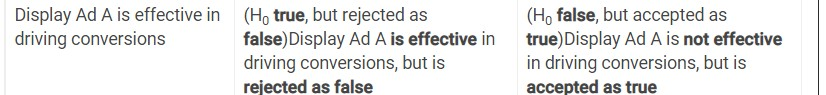 Display Ad A is effective in
driving conversions
(H₀ true, but rejected as
false)Display Ad A is effective in
driving conversions, but is
rejected as false
(H₀ false, but accepted as
true)Display Ad A is not effective
in driving conversions, but is
accepted as true